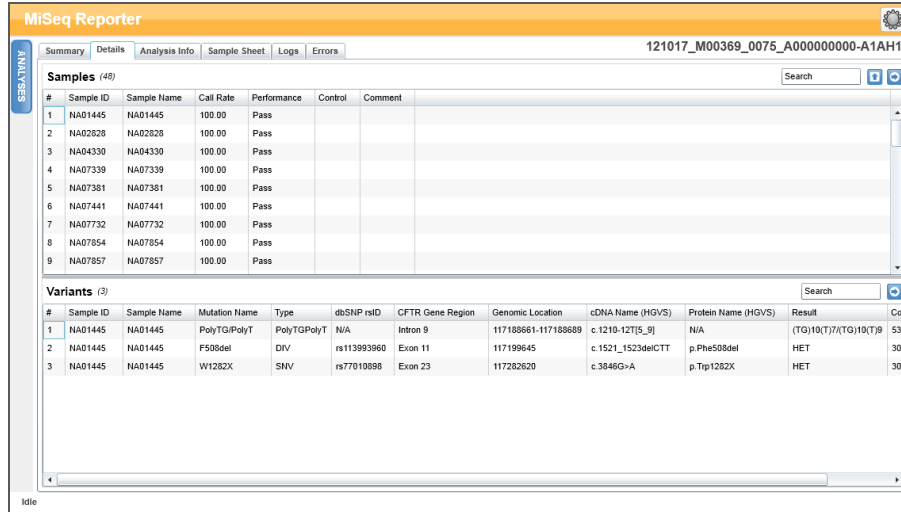 MiSeq Reporter
ANALYSES
Summary Details Analysis Info Sample Sheet Logs Errors 121017_M00369_0075_A000000000-A1AH1
Samples (48) Search
# Sample ID Sample Name Call Rate Performance Control Comment
1 NA01445 NA01445 100.00 Pass
2 NA02828 NA02828 100.00 Pass
3 NA04330 NA04330 100.00 Pass
4 NA07339 NA07339 100.00 Pass
5 NA07381 NA07381 100.00 Pass
6 NA07441 NA07441 100.00 Pass
7 NA07732 NA07732 100.00 Pass
8 NA07854 NA07854 100.00 Pass
9 NA07857 NA07857 100.00 Pass
Variants (3) Search
# Sample ID Sample Name Mutation Name Type dbSNP rsID CFTR Gene Region Genomic Location cDNA Name (HGVS) Protein Name (HGVS) Result Co
1 NA01445 NA01445 PolyTG/PolyT PolyTGPolyT N/A Intron 9 117188661-117188689 c.1210-12T[5_9] N/A (TG)10(T)7/(TG)10(T)9 53
2 NA01445 NA01445 F508del DIV rs113993960 Exon 11 117199645 c.1521_1523delCTT p.Phe508del HET 30
3 NA01445 NA01445 W1282X SNV rs77010898 Exon 23 117282620 c.3846G>A p.Trp1282X HET 30
Idle